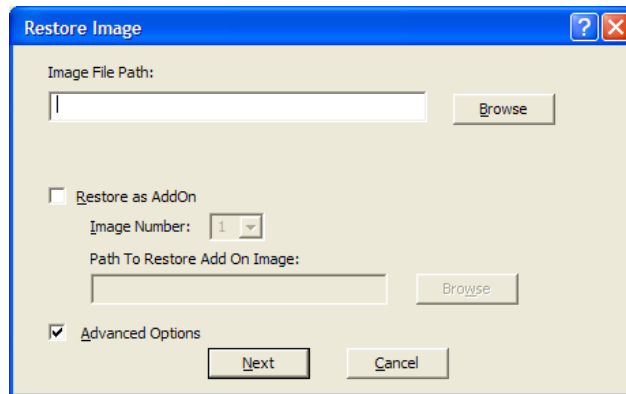 Restore Image
Image File Path:
Browse
Restore as AddOn
Image Number: 1
Path To Restore Add On Image:
Browse
Advanced Options
Next Cancel